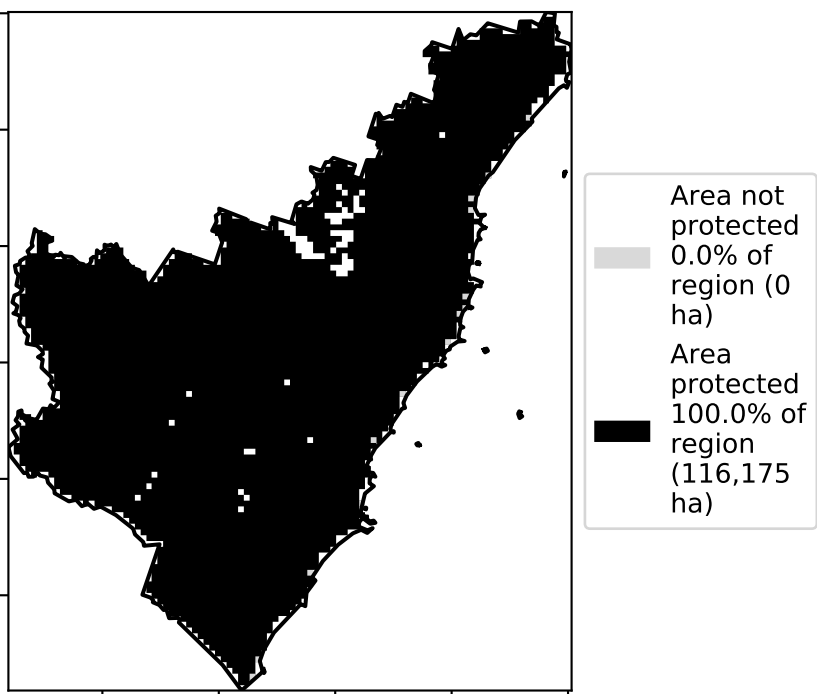 Area not
protected
0.0% of
region (0
ha)
Area
protected
100.0% of
region
(116,175
ha)